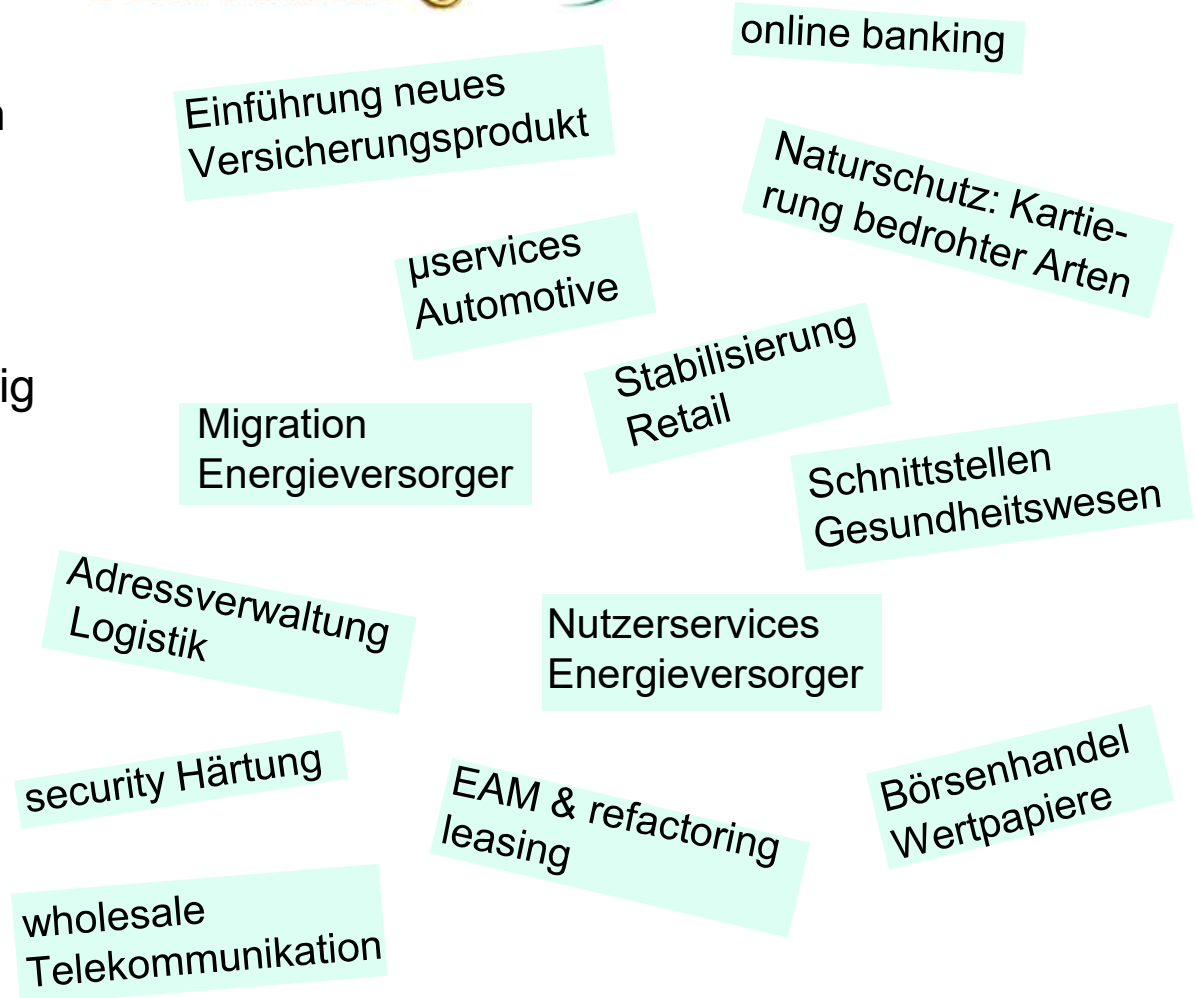 online banking
Einführung neues
Versicherungsprodukt
Naturschutz: Kartie-
rung bedrohter Arten
µservices
Automotive
Stabilisierung
Retail
ig
Migration
Energieversorger
Schnittstellen
Gesundheitswesen
Adressverwaltung
Logistik
Nutzerservices
Energieversorger
security Härtung
EAM & refactoring
leasing
Börsenhandel
Wertpapiere
wholesale
Telekommunikation